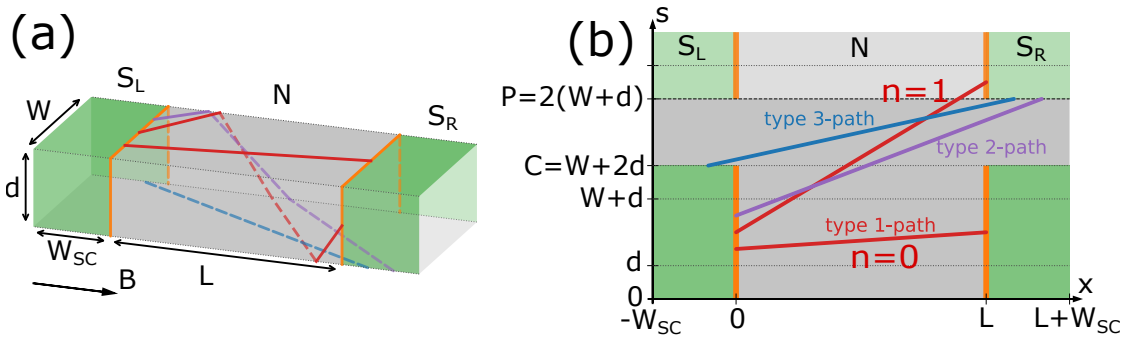 (a)
S_L
N
S_R
W
d
W_SC
L
B
(b)
s
S_L
N
S_R
P=2(W+d)
n=1
type 3-path
type 2-path
C=W+2d
W+d
type 1-path
n=0
d
0
x
-W_SC
0
L
L+W_SC